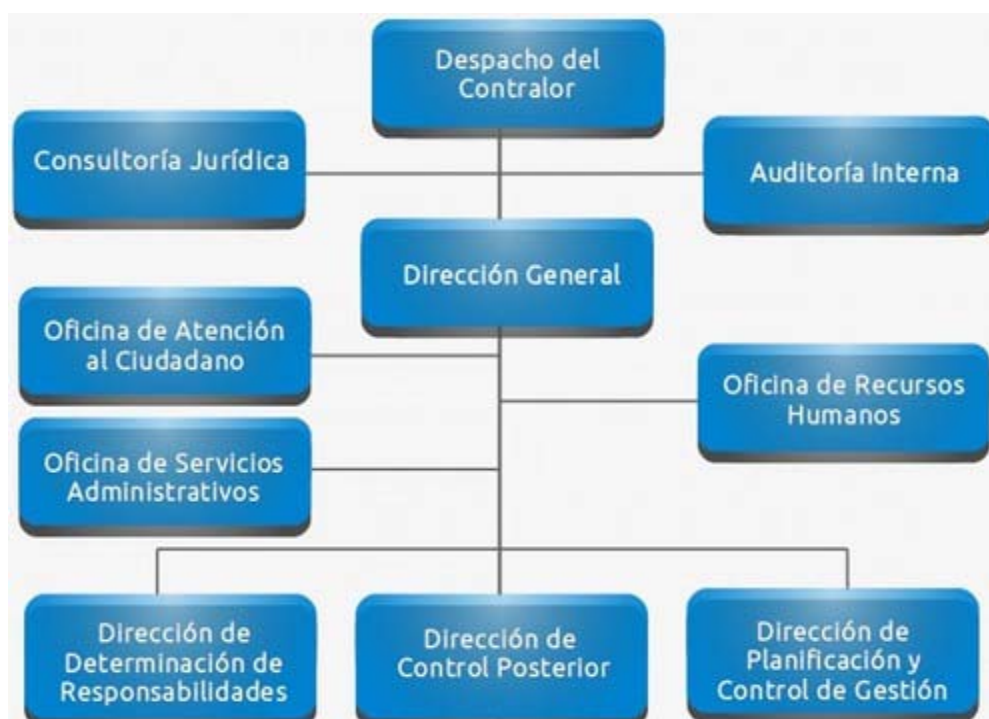 Despacho del
Contralor
Consultoría Jurídica
Auditoría Interna
Dirección General
Oficina de Atención
al Ciudadano
Oficina de Recursos
Humanos
Oficina de Servicios
Administrativos
Dirección de
Determinación de
Responsabilidades
Dirección de
Control Posterior
Dirección de
Planificación y
Control de Gestión